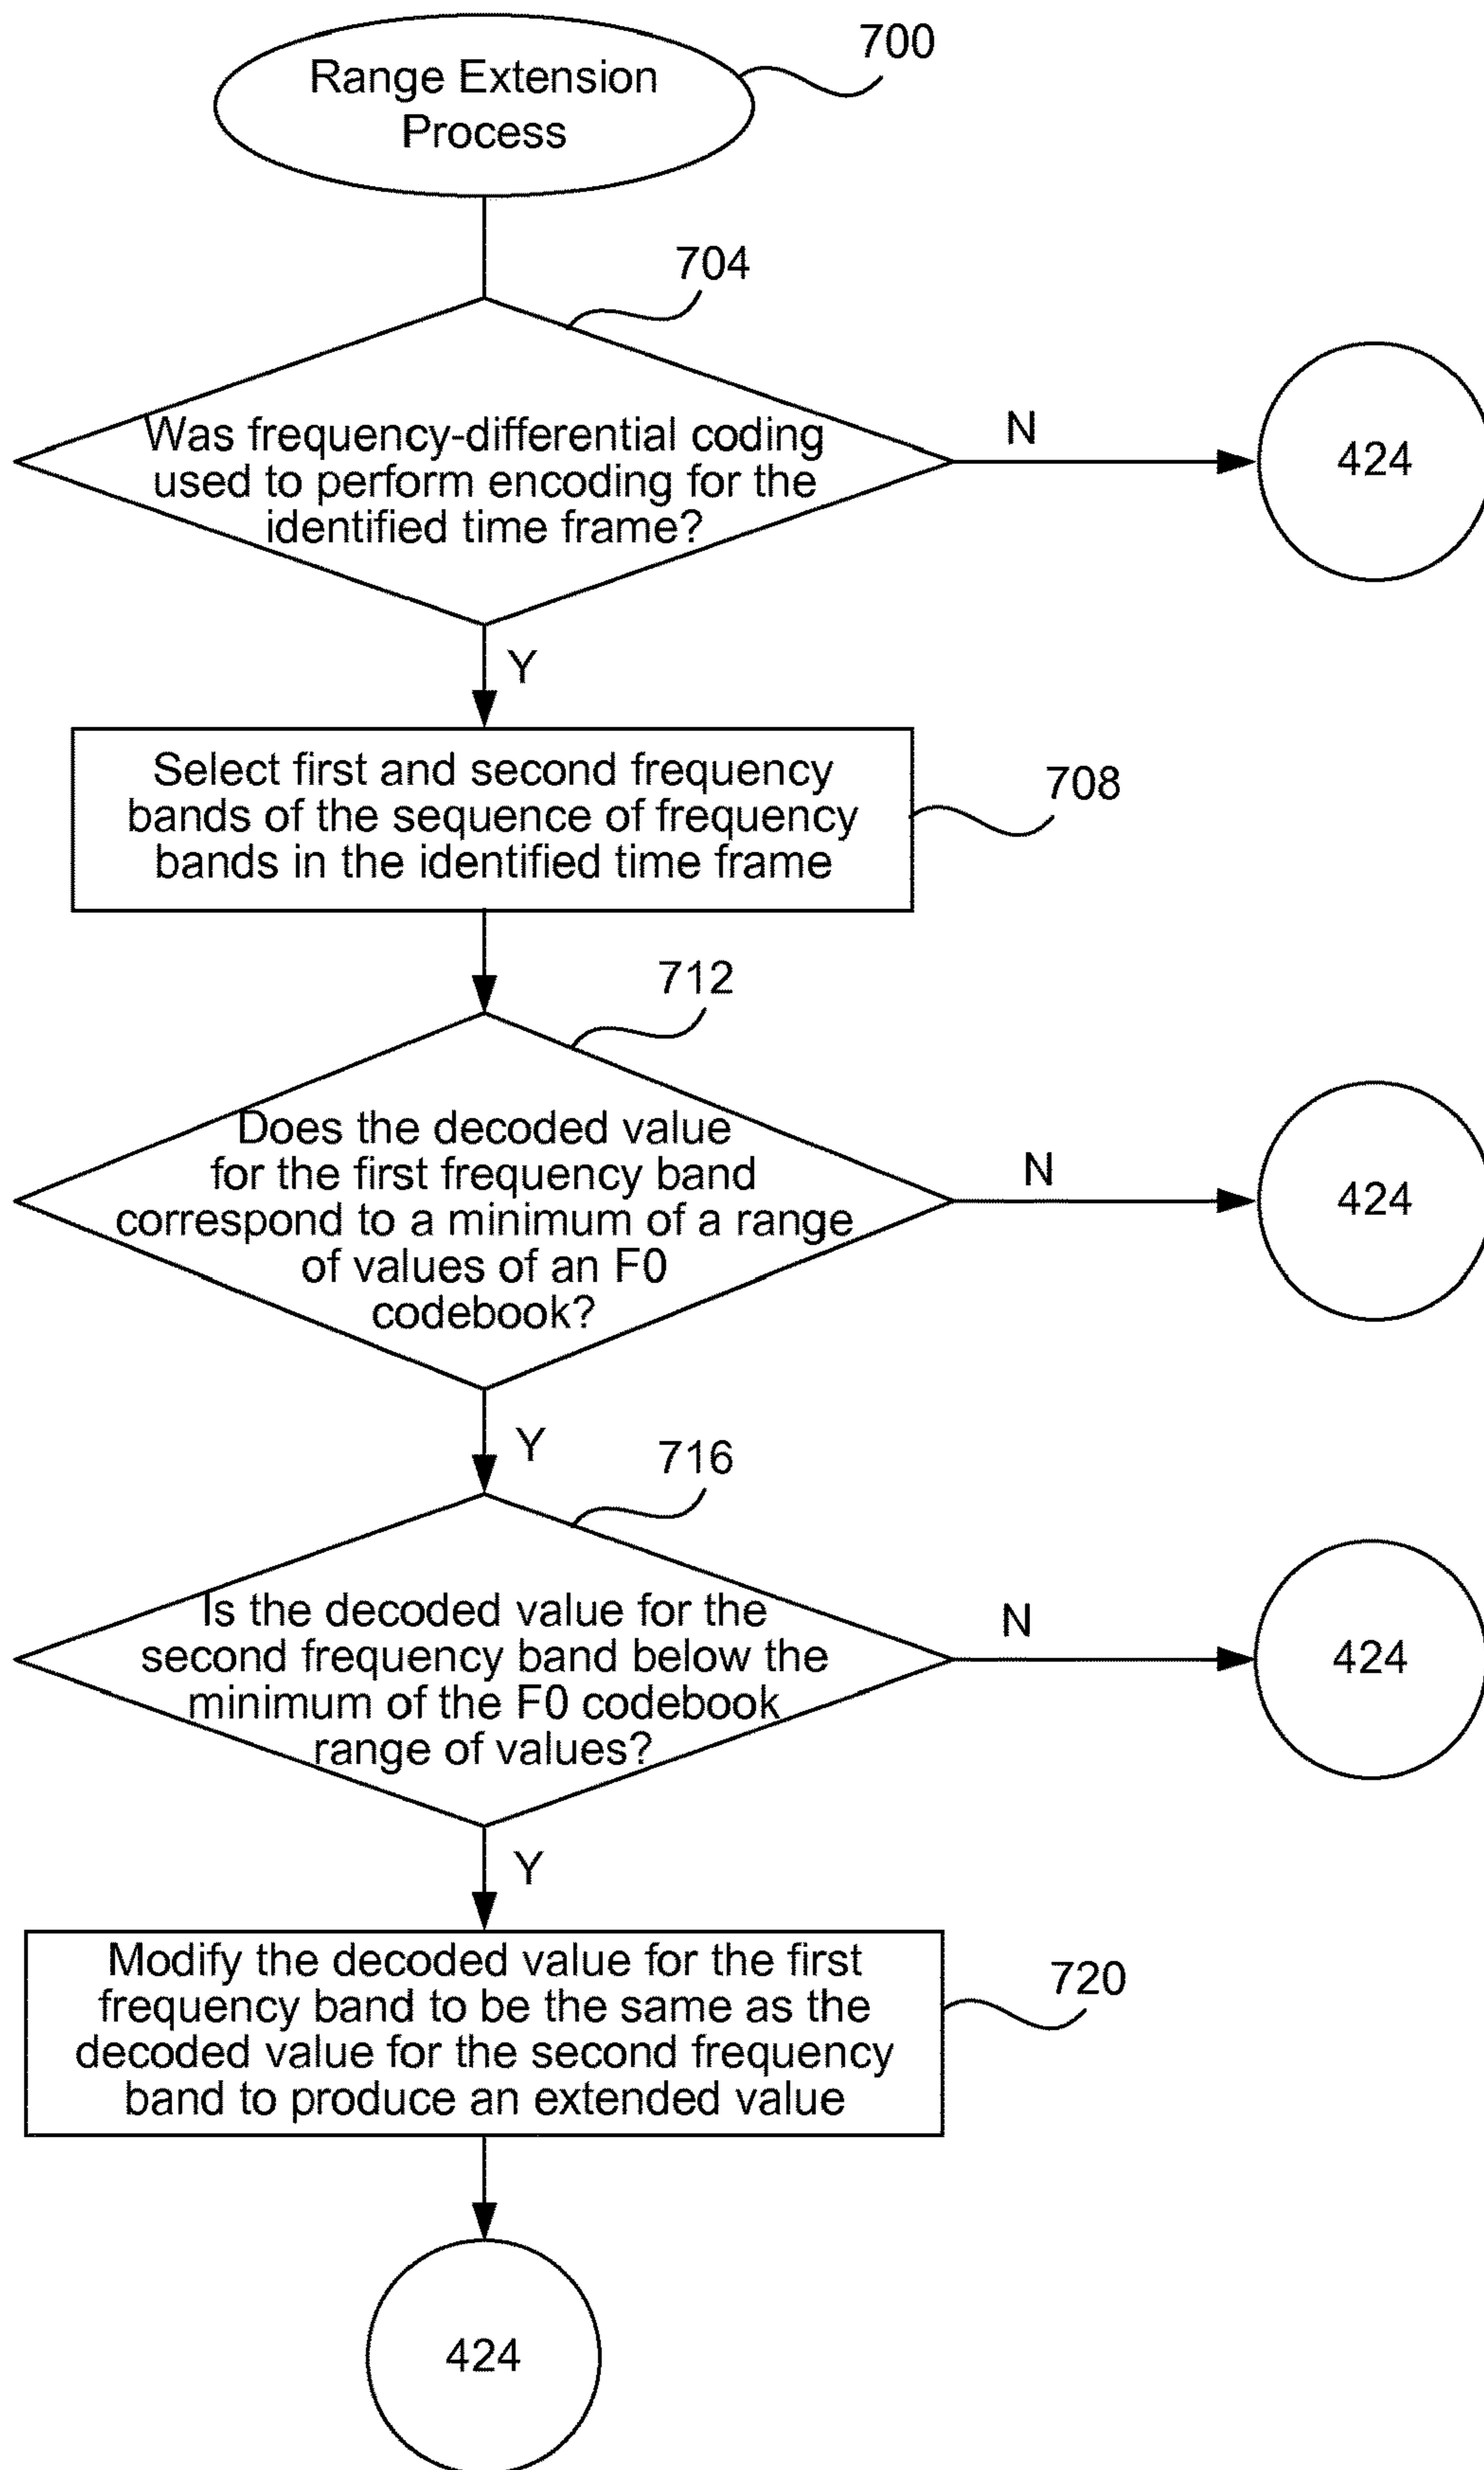 Range Extension
Process
700
704
Was frequency-differential coding
used to perform encoding for the
identified time frame?
N
424
Y
Select first and second frequency
bands of the sequence of frequency
bands in the identified time frame
708
712
Does the decoded value
for the first frequency band
correspond to a minimum of a range
of values of an F0
codebook?
N
424
Y
716
Is the decoded value for the
second frequency band below the
minimum of the F0 codebook
range of values?
N
424
Y
Modify the decoded value for the first
frequency band to be the same as the
decoded value for the second frequency
band to produce an extended value
720
424